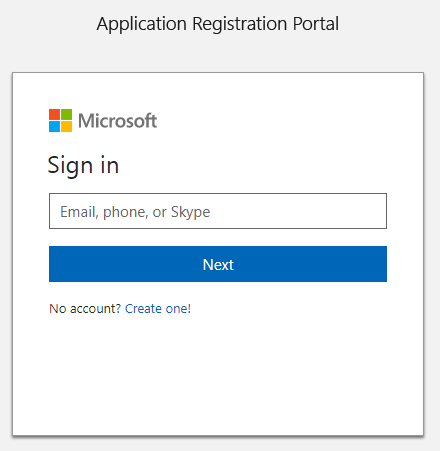 Application Registration Portal
Microsoft
Sign in
Email, phone, or Skype
Next
No account? Create one!